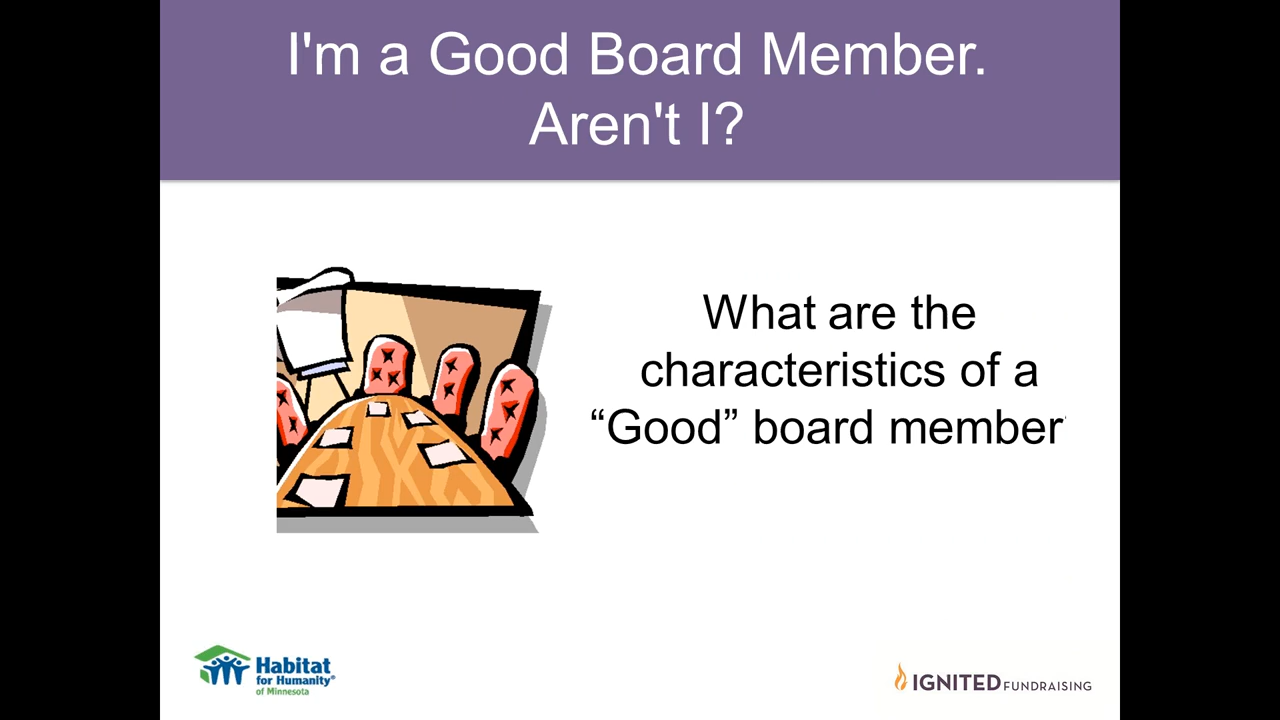 I'm a Good Board Member.
Aren't I?
What are the
characteristics of a
“Good” board member
Habitat
for Humanity®
of Minnesota
IGNITED FUNDRAISING